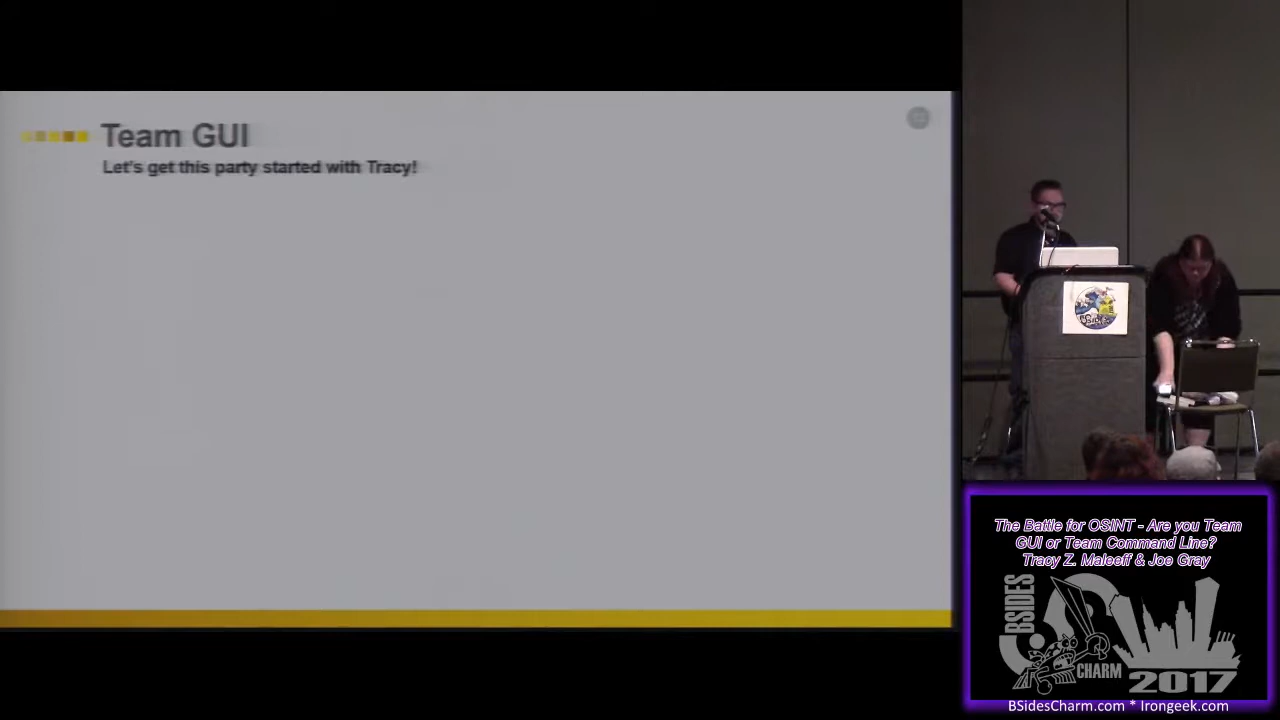 Team GUI
Let's get this party started with Tracy!
The Battle for OSINT - Are you Team
GUI or Team Command Line?
Tracy Z. Maleeff & Joe Gray
BSIDES
CHARM
2017
BSidesCharm.com * Irongeek.com